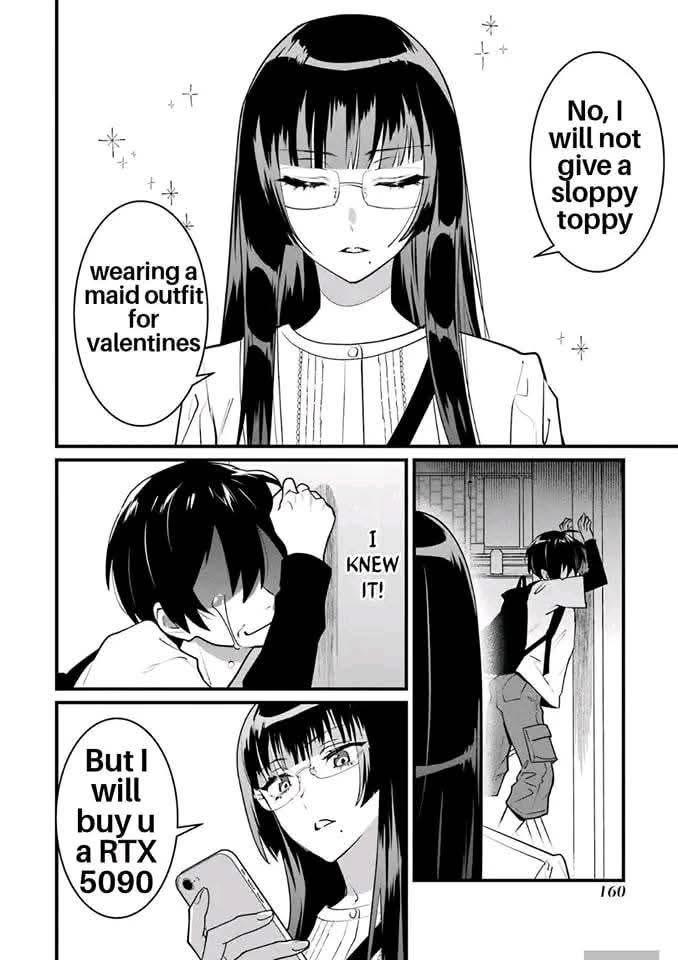 No, I
will not
give a
sloppy
toppy
wearing a
maid outfit
for
valentines
I
KNEW
IT!
But I
will
buy u
a RTX
5090
160